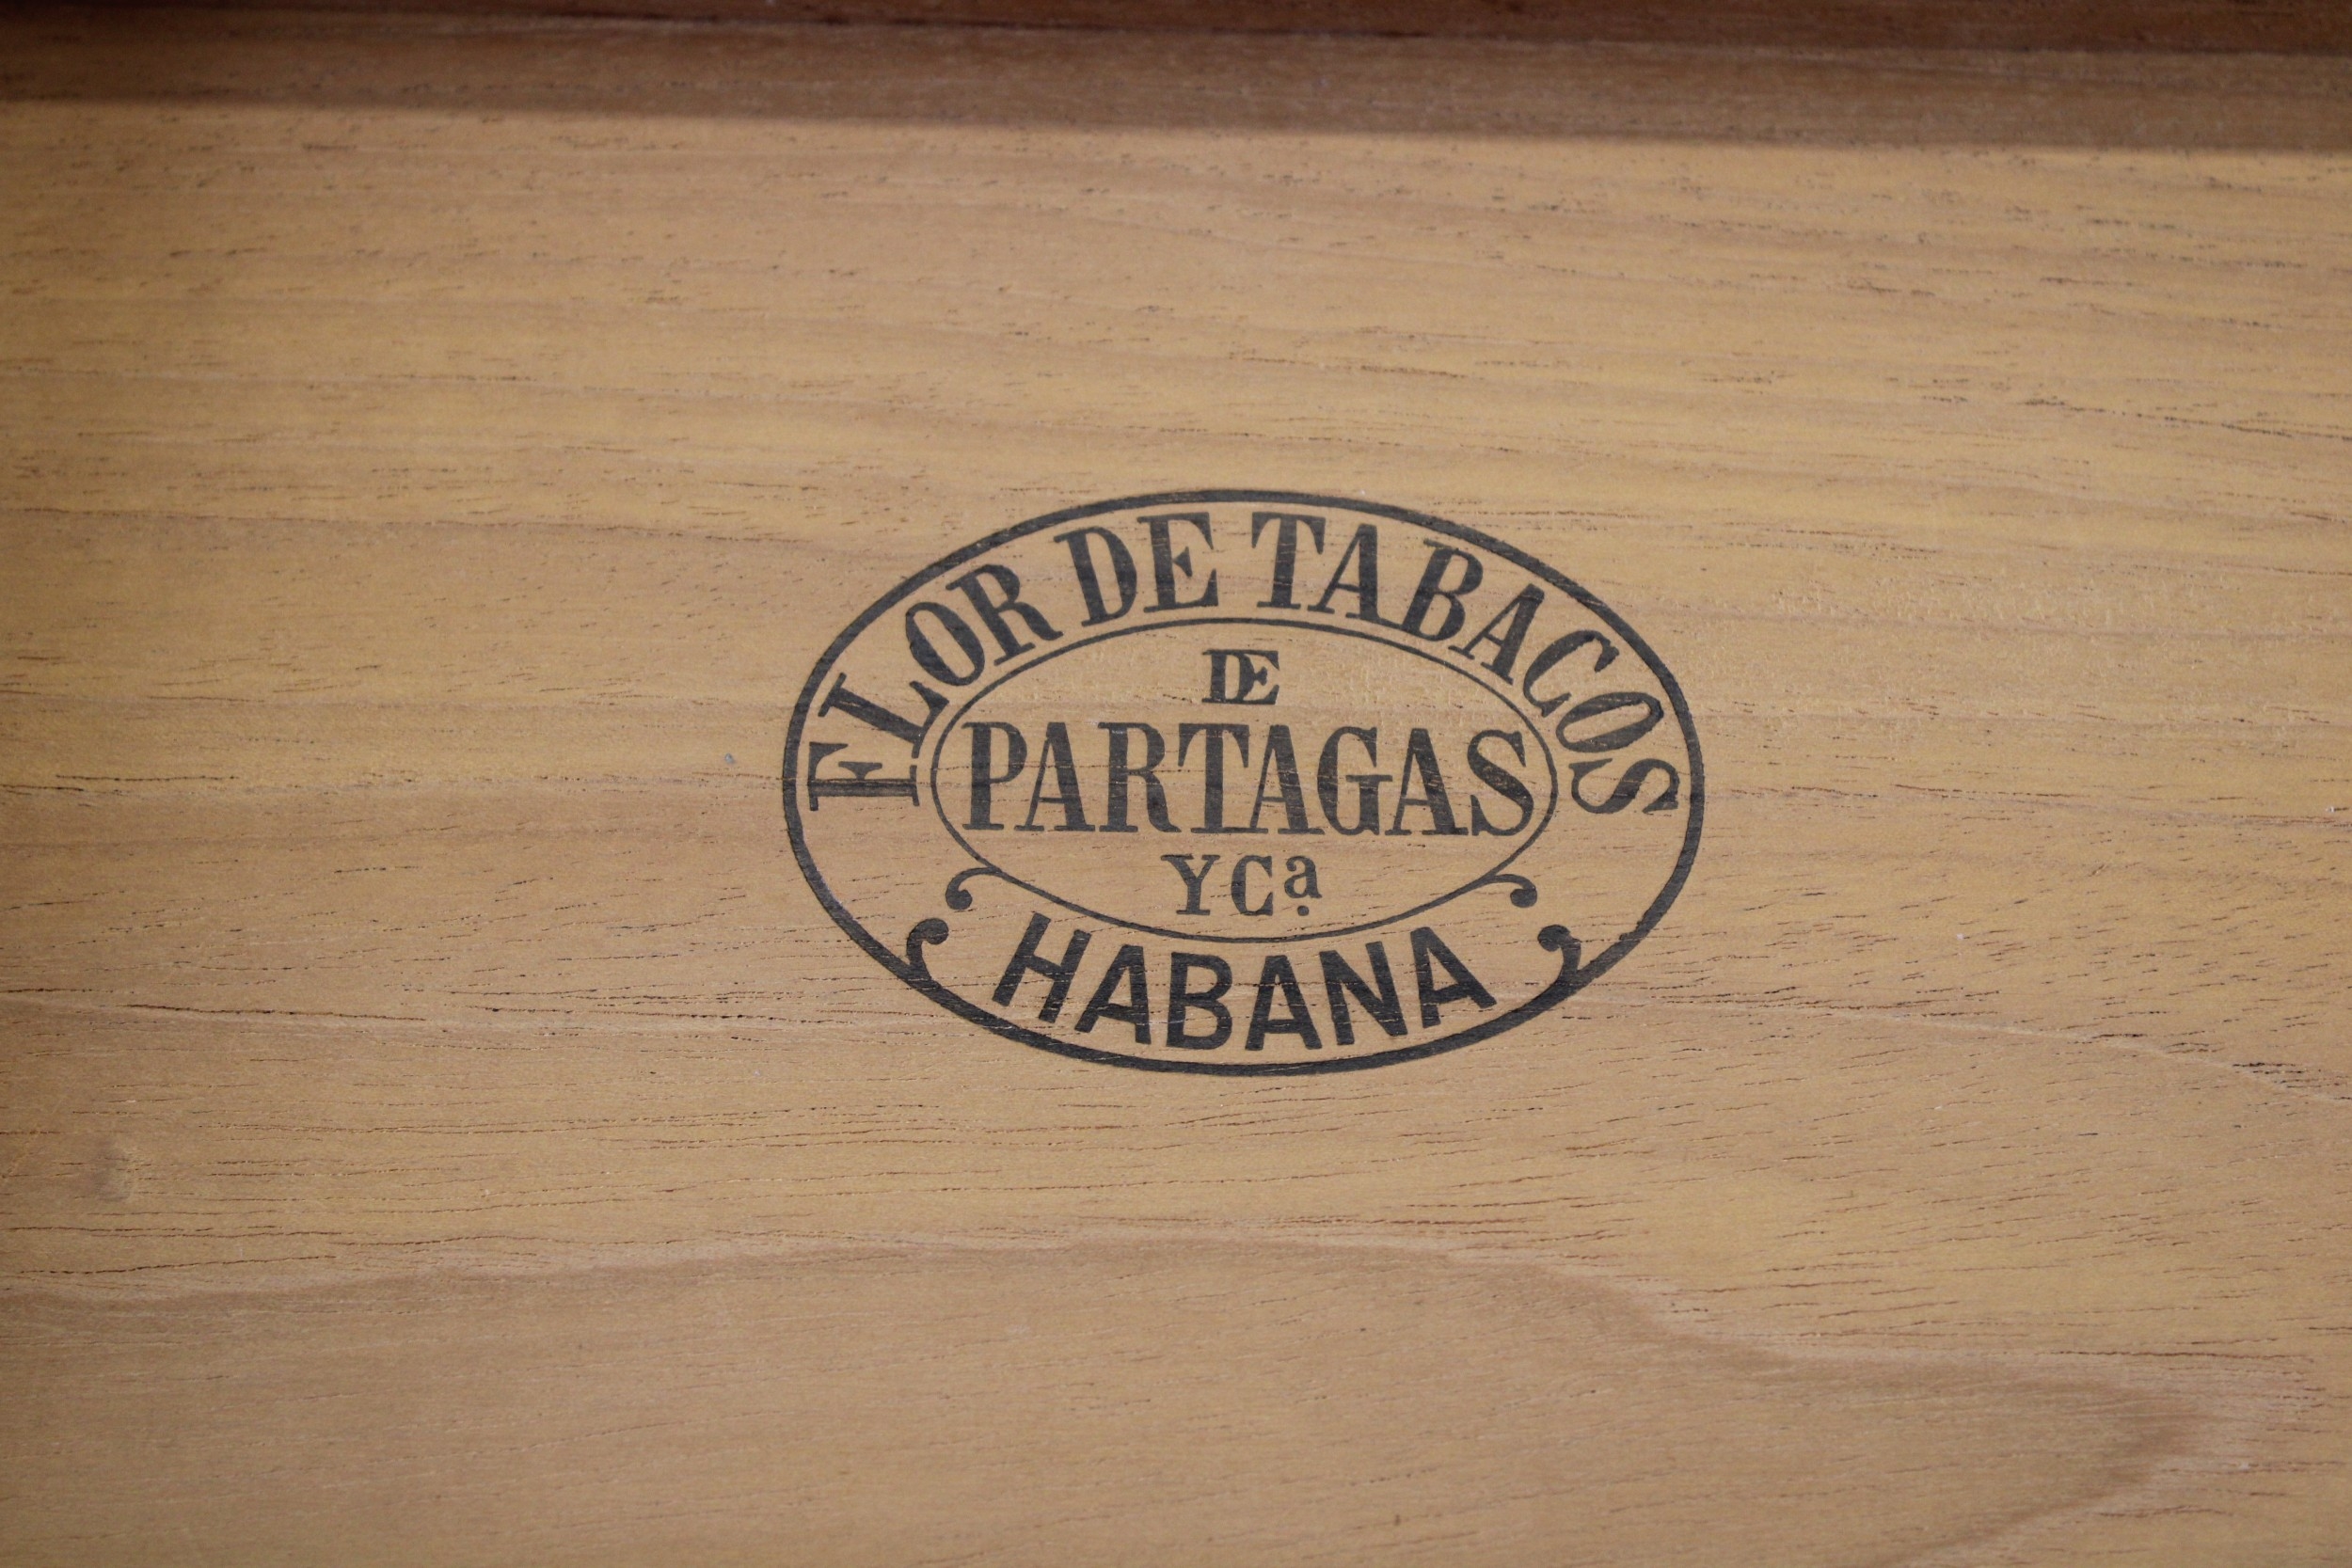 FLOR DE TABACOS
DE
PARTAGAS
Y Cª
HABANA